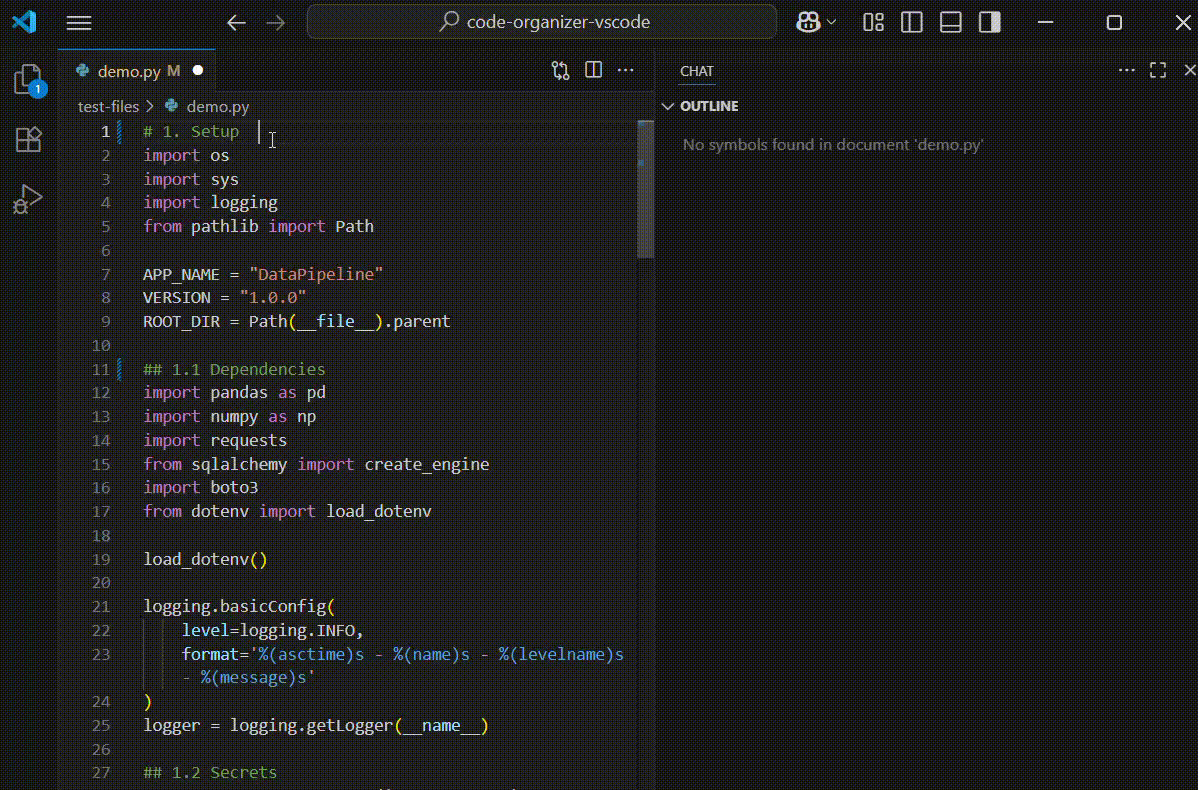 code-organizer-vscode
demo.py M
CHAT
1
test-files > demo.py
OUTLINE
No symbols found in document 'demo.py'
1 # 1. Setup
2 import os
3 import sys
4 import logging
5 from pathlib import Path
6
7 APP_NAME = "DataPipeline"
8 VERSION = "1.0.0"
9 ROOT_DIR = Path(__file__).parent
10
11 ## 1.1 Dependencies
12 import pandas as pd
13 import numpy as np
14 import requests
15 from sqlalchemy import create_engine
16 import boto3
17 from dotenv import load_dotenv
18
19 load_dotenv()
20
21 logging.basicConfig(
22 level=logging.INFO,
23 format='%(asctime)s - %(name)s - %(levelname)s
- %(message)s'
24 )
25 logger = logging.getLogger(__name__)
26
27 ## 1.2 Secrets